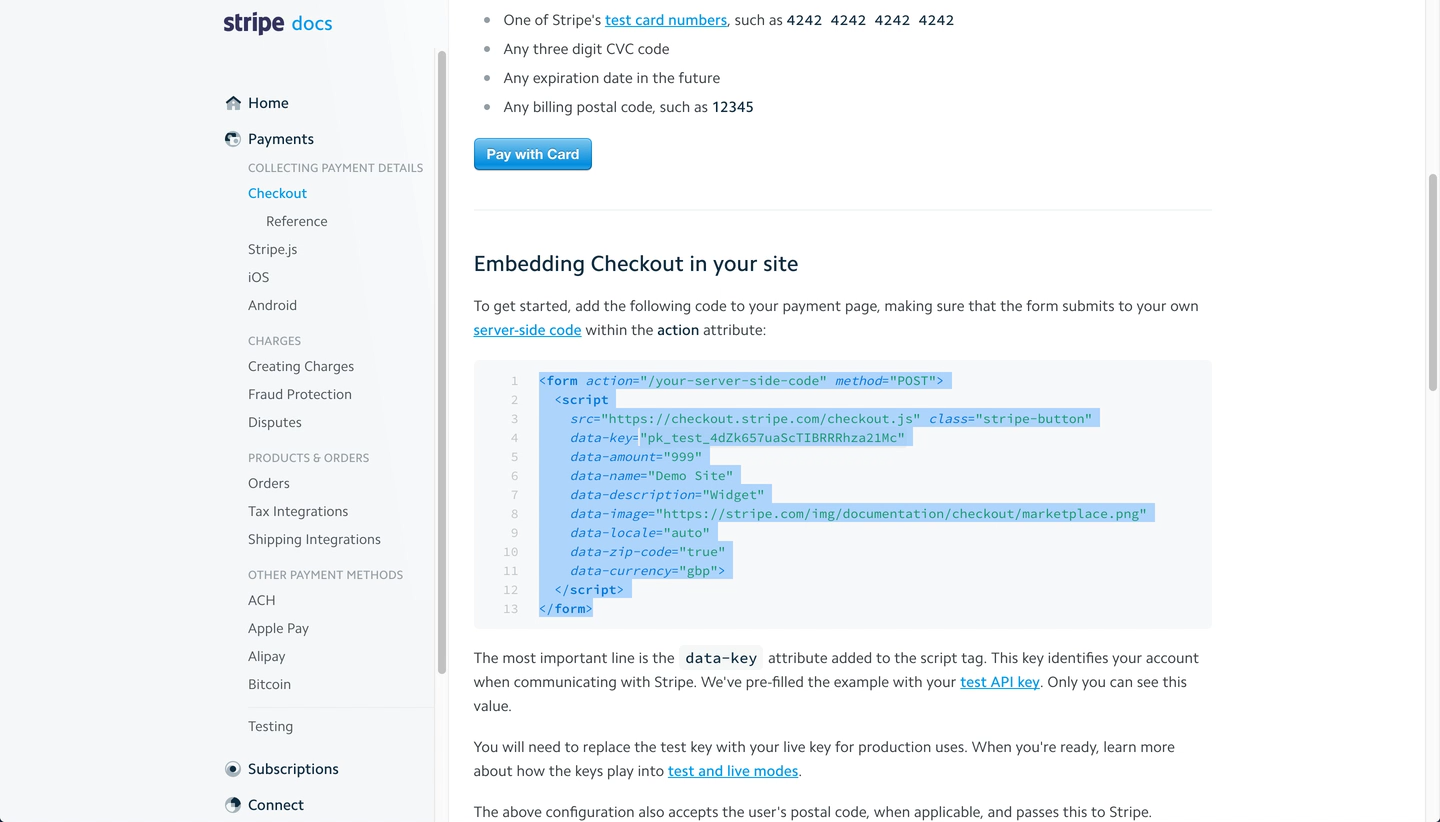 stripe docs
Home
Payments
COLLECTING PAYMENT DETAILS
Checkout
Reference
Stripe.js
iOS
Android
CHARGES
Creating Charges
Fraud Protection
Disputes
PRODUCTS & ORDERS
Orders
Tax Integrations
Shipping Integrations
OTHER PAYMENT METHODS
ACH
Apple Pay
Alipay
Bitcoin
Testing
Subscriptions
Connect
One of Stripe's test card numbers, such as 4242 4242 4242 4242
Any three digit CVC code
Any expiration date in the future
Any billing postal code, such as 12345
Pay with Card
Embedding Checkout in your site
To get started, add the following code to your payment page, making sure that the form submits to your own
server-side code within the action attribute:
1 <form action="/your-server-side-code" method="POST">
2 <script
3 src="https://checkout.stripe.com/checkout.js" class="stripe-button"
4 data-key="pk_test_4dZk657uaScTIBRRRhza21Mc"
5 data-amount="999"
6 data-name="Demo Site"
7 data-description="Widget"
8 data-image="https://stripe.com/img/documentation/checkout/marketplace.png"
9 data-locale="auto"
10 data-zip-code="true"
11 data-currency="gbp">
12 </script>
13 </form>
The most important line is the data-key attribute added to the script tag. This key identifies your account
when communicating with Stripe. We've pre-filled the example with your test API key. Only you can see this
value.
You will need to replace the test key with your live key for production uses. When you're ready, learn more
about how the keys play into test and live modes.
The above configuration also accepts the user's postal code, when applicable, and passes this to Stripe.